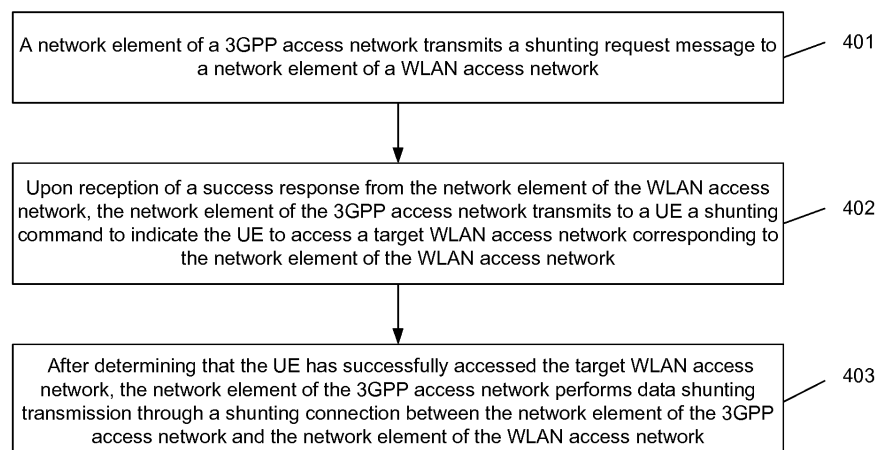 A network element of a 3GPP access network transmits a shunting request message to
a network element of a WLAN access network
401
Upon reception of a success response from the network element of the WLAN access
network, the network element of the 3GPP access network transmits to a UE a shunting
command to indicate the UE to access a target WLAN access network corresponding to
the network element of the WLAN access network
402
After determining that the UE has successfully accessed the target WLAN access
network, the network element of the 3GPP access network performs data shunting
transmission through a shunting connection between the network element of the 3GPP
access network and the network element of the WLAN access network
403